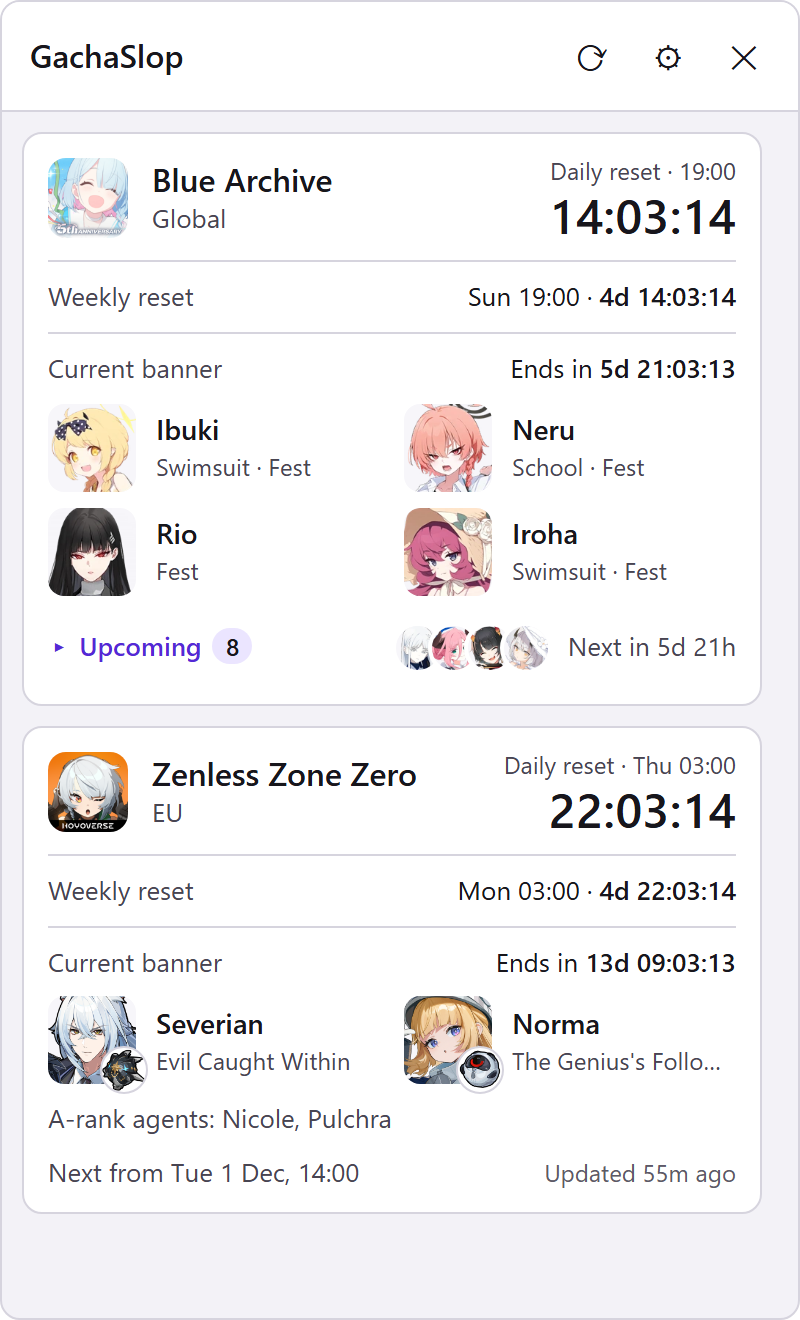 GachaSlop
Blue Archive
Global
Daily reset · 19:00
14:03:14
5th ANNIVERSARY
Weekly reset
Sun 19:00 · 4d 14:03:14
Current banner
Ends in 5d 21:03:13
Ibuki
Swimsuit · Fest
Neru
School · Fest
Rio
Fest
Iroha
Swimsuit · Fest
Upcoming 8
Next in 5d 21h
Zenless Zone Zero
EU
Daily reset · Thu 03:00
22:03:14
HOYOVERSE
Weekly reset
Mon 03:00 · 4d 22:03:14
Current banner
Ends in 13d 09:03:13
Severian
Evil Caught Within
Norma
The Genius's Follo...
A-rank agents: Nicole, Pulchra
Next from Tue 1 Dec, 14:00
Updated 55m ago